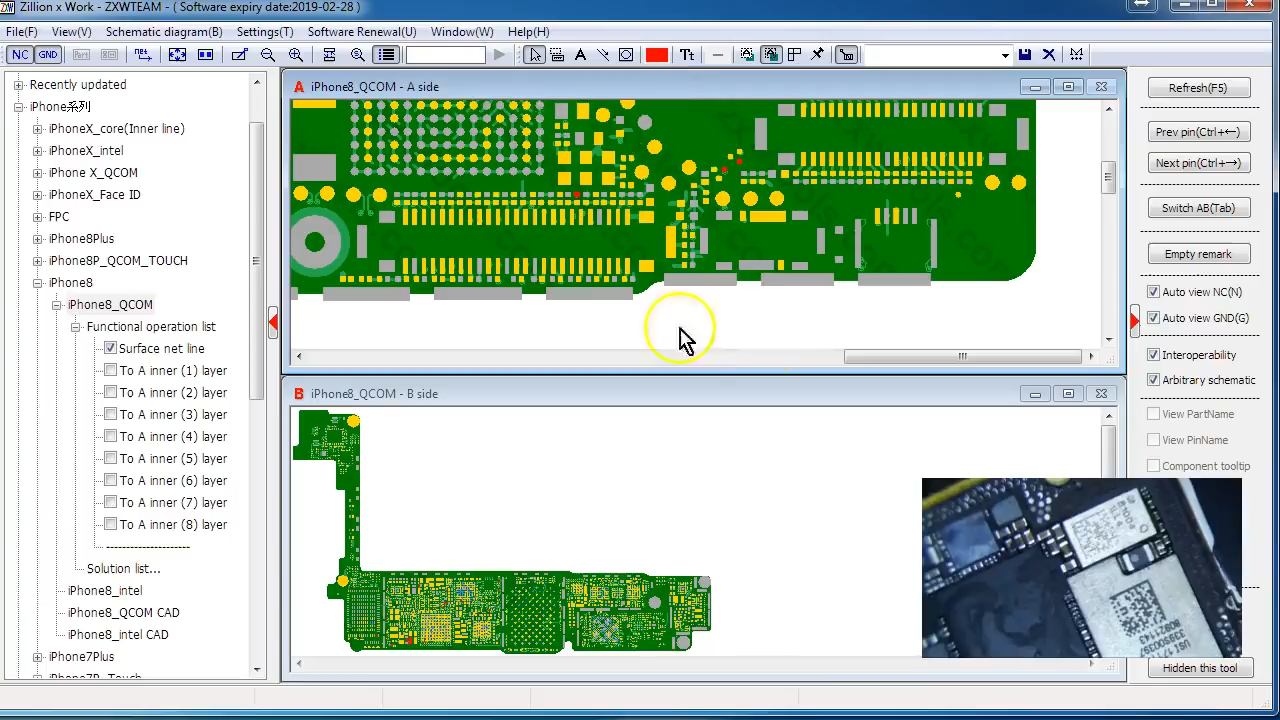 Zillion x Work - ZXWTEAM - ( Software expiry date:2019-02-28 )
File(F) View(V) Schematic diagram(B) Settings(T) Software Renewal(U) Window(W) Help(H)
NC GND Part Pad net A Tt
Recently updated
iPhone系列
iPhoneX_core(Inner line)
iPhoneX_intel
iPhone X_QCOM
iPhoneX_Face ID
FPC
iPhone8Plus
iPhone8P_QCOM_TOUCH
iPhone8
iPhone8_QCOM
Functional operation list
Surface net line
To A inner (1) layer
To A inner (2) layer
To A inner (3) layer
To A inner (4) layer
To A inner (5) layer
To A inner (6) layer
To A inner (7) layer
To A inner (8) layer
--------------------
Solution list...
iPhone8_intel
iPhone8_QCOM CAD
iPhone8_intel CAD
iPhone7Plus
iPhone7P_Touch
A iPhone8_QCOM - A side
B iPhone8_QCOM - B side
Refresh(F5)
Prev pin(Ctrl+←)
Next pin(Ctrl+→)
Switch AB(Tab)
Empty remark
Auto view NC(N)
Auto view GND(G)
Interoperability
Arbitrary schematic
View PartName
View PinName
Component tooltip
Hidden this tool